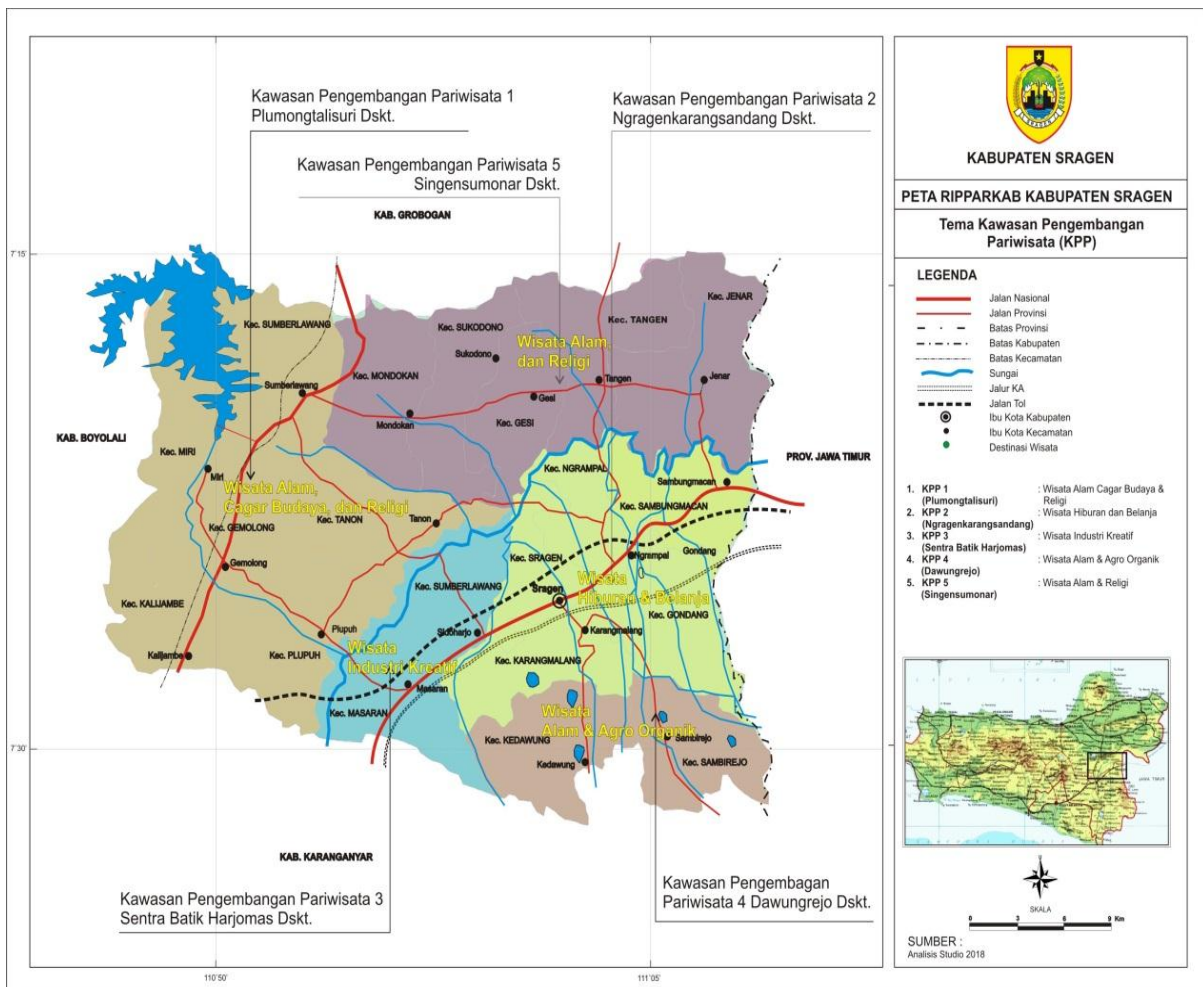 Kawasan Pengembangan Pariwisata 1
Plumongtalisuri Dskt.
Kawasan Pengembangan Pariwisata 2
Ngragenkarangsandang Dskt.
Kawasan Pengembangan Pariwisata 5
Singensumonar Dskt.
KAB. GROBOGAN
7°15'
Kec. SUMBERLAWANG
Kec. SUKODONO
Kec. TANGEN
Kec. JENAR
Sukodono
Wisata Alam,
dan Religi
Kec. MONDOKAN
Sumberlawang
Tangen
Jenar
Gesi
Mondokan
Kec. GESI
KAB. BOYOLALI
Kec. MIRI
Miri
Kec. NGRAMPAL
PROV. JAWA TIMUR
Sambungmacan
Wisata Alam,
Cagar Budaya, dan Religi
Kec. SAMBUNGMACAN
Kec. GEMOLONG
Kec. TANON
Tanon
Kec. SRAGEN
Ngrampal
Gondang
Gemolong
Kec. SUMBERLAWANG
Sragen
Wisata
Hiburan & Belanja
Kec. KALIJAMBE
Kec. GONDANG
Plupuh
Sidoharjo
Karangmalang
Wisata
Industri Kreatif
Kalijambe
Kec. PLUPUH
Kec. KARANGMALANG
Masaran
Kec. MASARAN
Wisata
Alam & Agro Organik
Kec. KEDAWUNG
Sambirejo
7°30'
Kedawung
Kec. SAMBIREJO
KAB. KARANGANYAR
Kawasan Pengembangan Pariwisata 3
Sentra Batik Harjomas Dskt.
Kawasan Pengembagan
Pariwisata 4 Dawungrejo Dskt.
110°50'
111°05'
SRAGEN
KABUPATEN SRAGEN
PETA RIPPARKAB KABUPATEN SRAGEN
Tema Kawasan Pengembangan
Pariwisata (KPP)
LEGENDA
Jalan Nasional
Jalan Provinsi
Batas Provinsi
Batas Kabupaten
Batas Kecamatan
Sungai
Jalur KA
Jalan Tol
Ibu Kota Kabupaten
Ibu Kota Kecamatan
Destinasi Wisata
1. KPP 1 : Wisata Alam Cagar Budaya &
(Plumongtalisuri) Religi
2. KPP 2 : Wisata Hiburan dan Belanja
(Ngragenkarangsandang)
3. KPP 3 : Wisata Industri Kreatif
(Sentra Batik Harjomas)
4. KPP 4 : Wisata Alam & Agro Organik
(Dawungrejo)
5. KPP 5 : Wisata Alam & Religi
(Singensumonar)
JAWA TIMUR
SKALA
0 3 6 9 Km
SUMBER :
Analisis Studio 2018